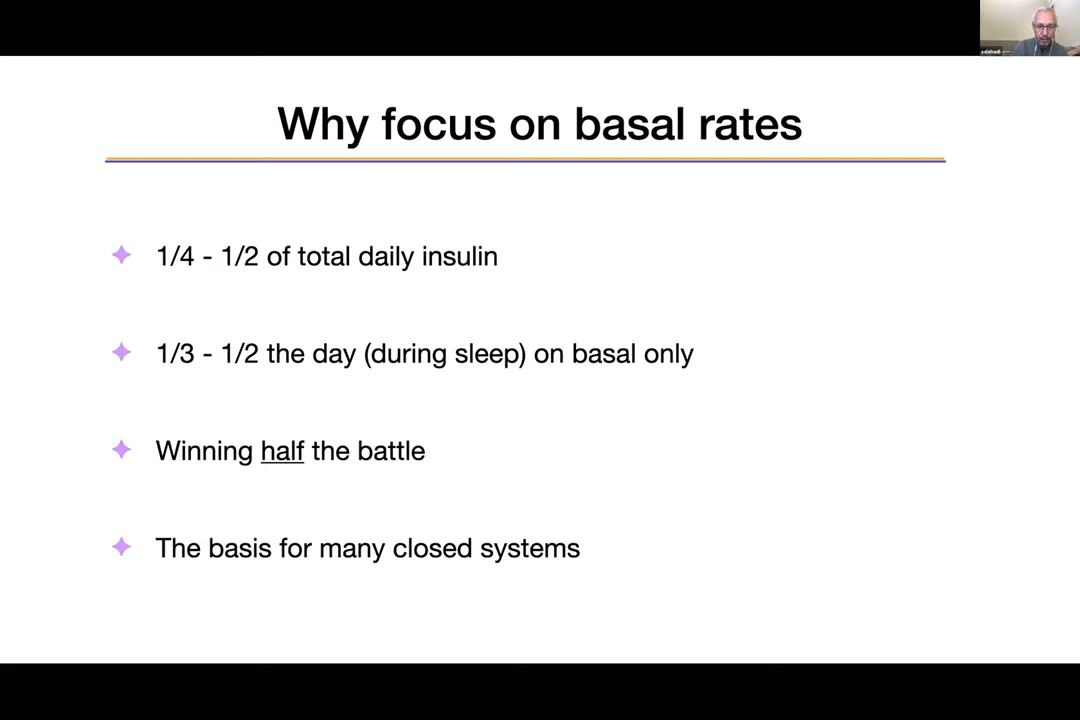 Why focus on basal rates
1/4 - 1/2 of total daily insulin
1/3 - 1/2 the day (during sleep) on basal only
Winning half the battle
The basis for many closed systems